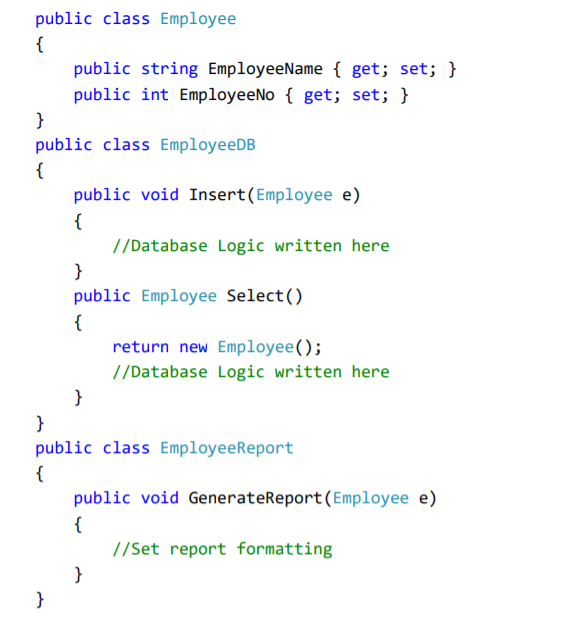 public class Employee
{
    public string EmployeeName { get; set; }
    public int EmployeeNo { get; set; }
}
public class EmployeeDB
{
    public void Insert(Employee e)
    {
        //Database Logic written here
    }
    public Employee Select()
    {
        return new Employee();
        //Database Logic written here
    }
}
public class EmployeeReport
{
    public void GenerateReport(Employee e)
    {
        //Set report formatting
    }
}